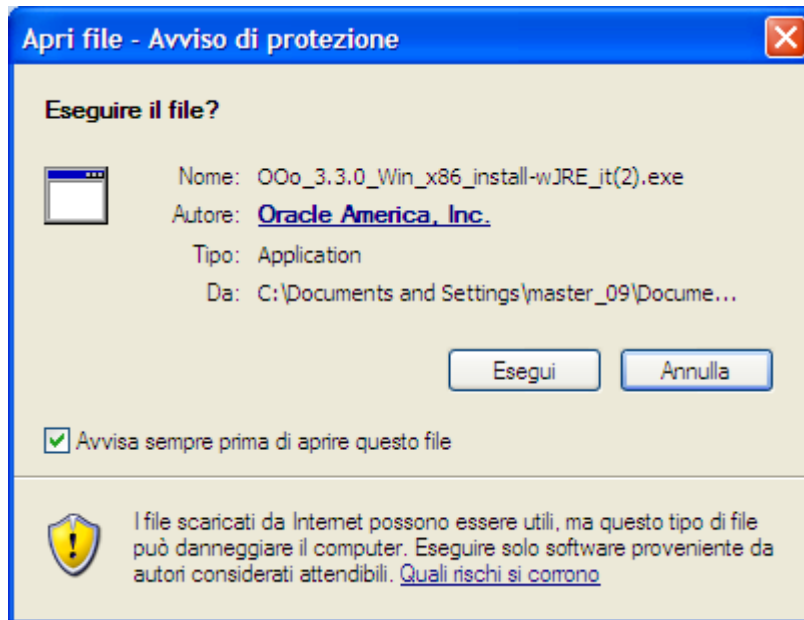 Apri file - Avviso di protezione
Eseguire il file?
Nome: OOo_3.3.0_Win_x86_install-wJRE_it(2).exe
Autore: Oracle America, Inc.
Tipo: Application
Da: C:\Documents and Settings\master_09\Docume...
Esegui Annulla
Avvisa sempre prima di aprire questo file
I file scaricati da Internet possono essere utili, ma questo tipo di file
può danneggiare il computer. Eseguire solo software proveniente da
autori considerati attendibili. Quali rischi si corrono